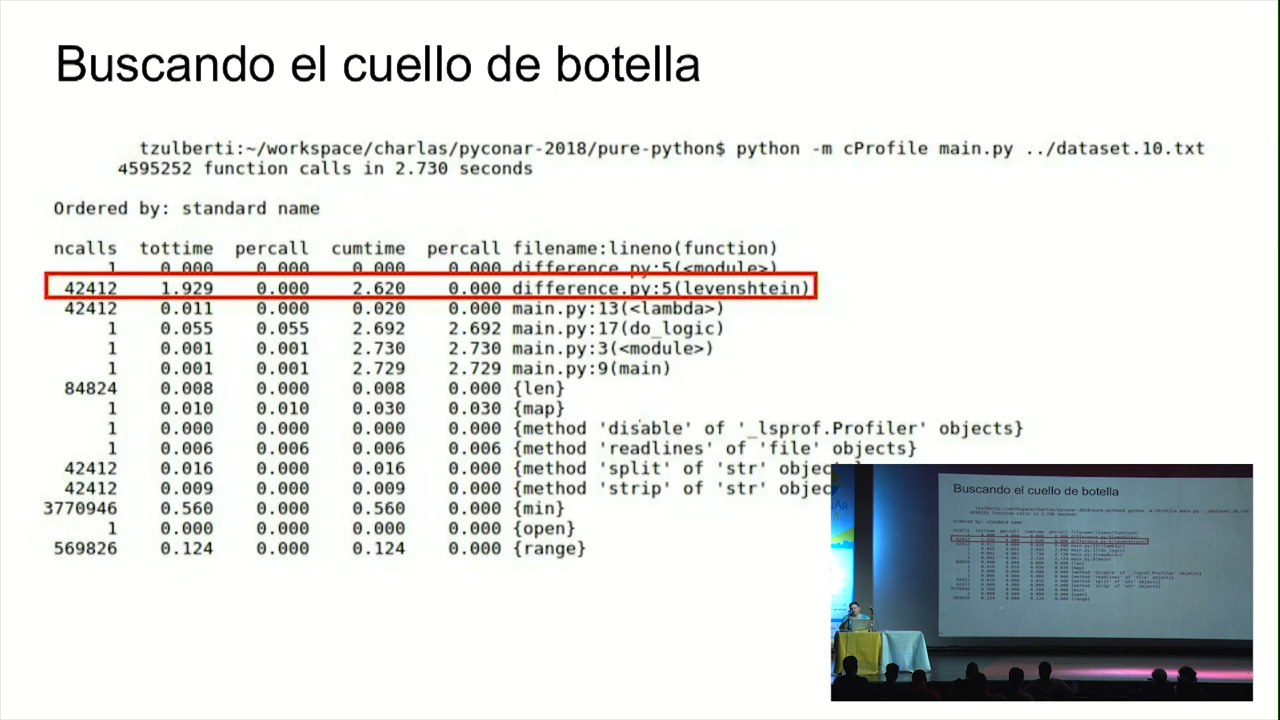 Buscando el cuello de botella
tzulberti:~/workspace/charlas/pyconar-2018/pure-python$ python -m cProfile main.py ../dataset.10.txt
4595252 function calls in 2.730 seconds
Ordered by: standard name
ncalls tottime percall cumtime percall filename:lineno(function)
1 0.000 0.000 0.000 0.000 difference.py:5(<module>)
42412 1.929 0.000 2.620 0.000 difference.py:5(levenshtein)
42412 0.011 0.000 0.020 0.000 main.py:13(<lambda>)
1 0.055 0.055 2.692 2.692 main.py:17(do_logic)
1 0.001 0.001 2.730 2.730 main.py:3(<module>)
1 0.001 0.001 2.729 2.729 main.py:9(main)
84824 0.008 0.000 0.008 0.000 {len}
1 0.010 0.010 0.030 0.030 {map}
1 0.000 0.000 0.000 0.000 {method 'disable' of '_lsprof.Profiler' objects}
1 0.006 0.006 0.006 0.006 {method 'readlines' of 'file' objects}
42412 0.016 0.000 0.016 0.000 {method 'split' of 'str' objec
42412 0.009 0.000 0.009 0.000 {method 'strip' of 'str' objec
3770946 0.560 0.000 0.560 0.000 {min}
1 0.000 0.000 0.000 0.000 {open}
569826 0.124 0.000 0.124 0.000 {range}
Buscando el cuello de botella